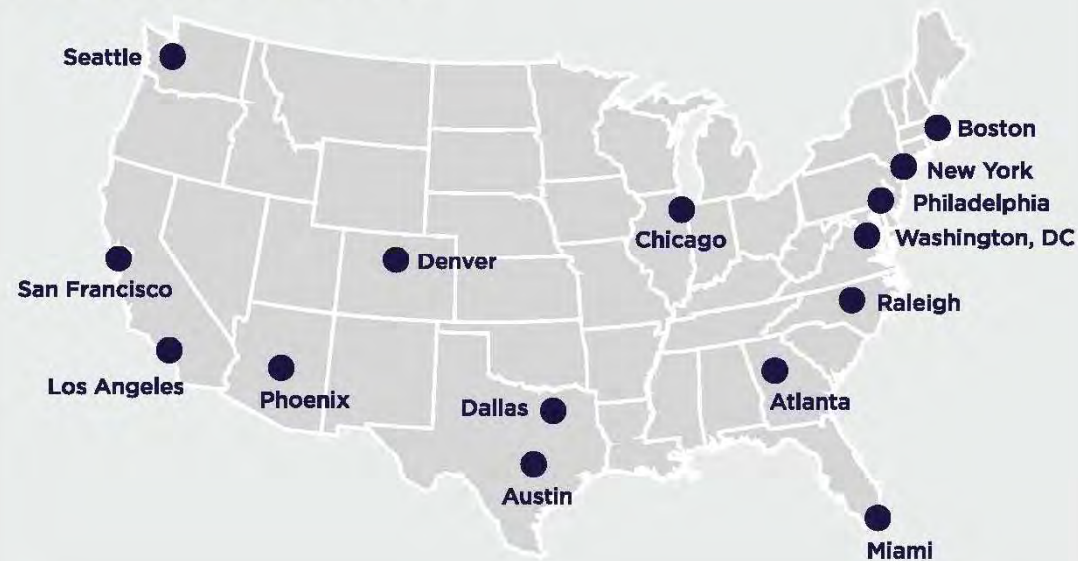 Seattle
Boston
New York
Philadelphia
Chicago
Washington, DC
Denver
San Francisco
Raleigh
Los Angeles
Phoenix
Dallas
Atlanta
Austin
Miami